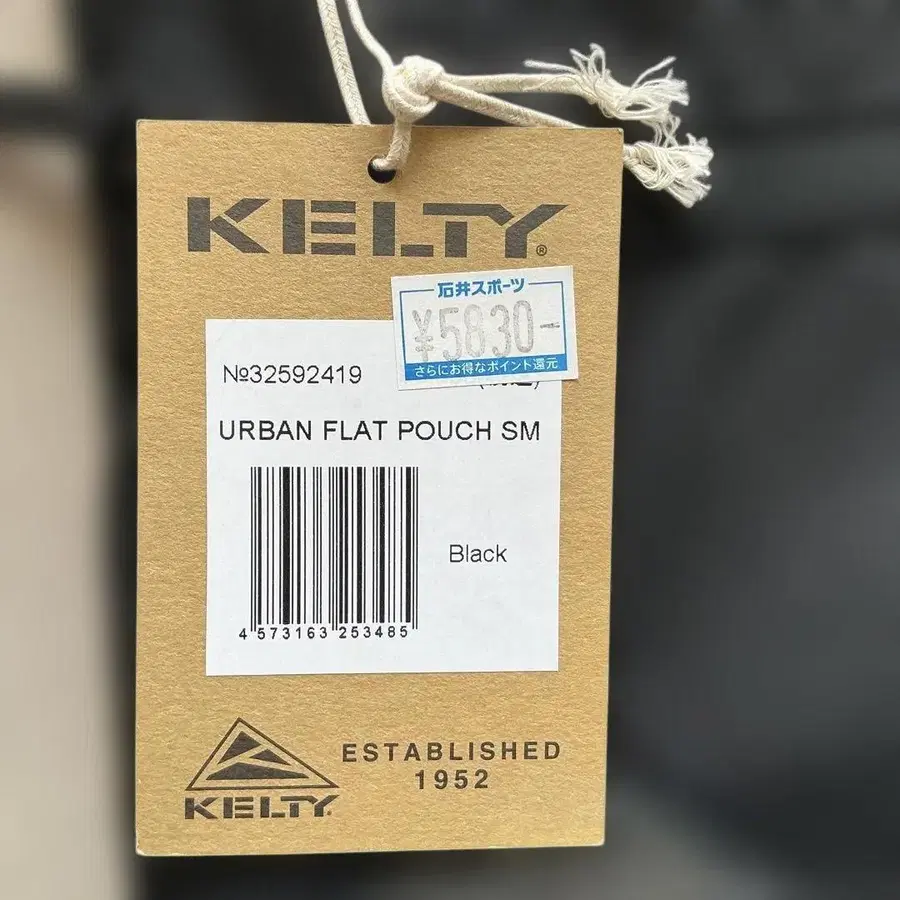 KELTY®
石井スポーツ
¥5830-
さらにお得なポイント還元
№32592419
URBAN FLAT POUCH SM
Black
4 573163 253485
KELTY
ESTABLISHED
1952